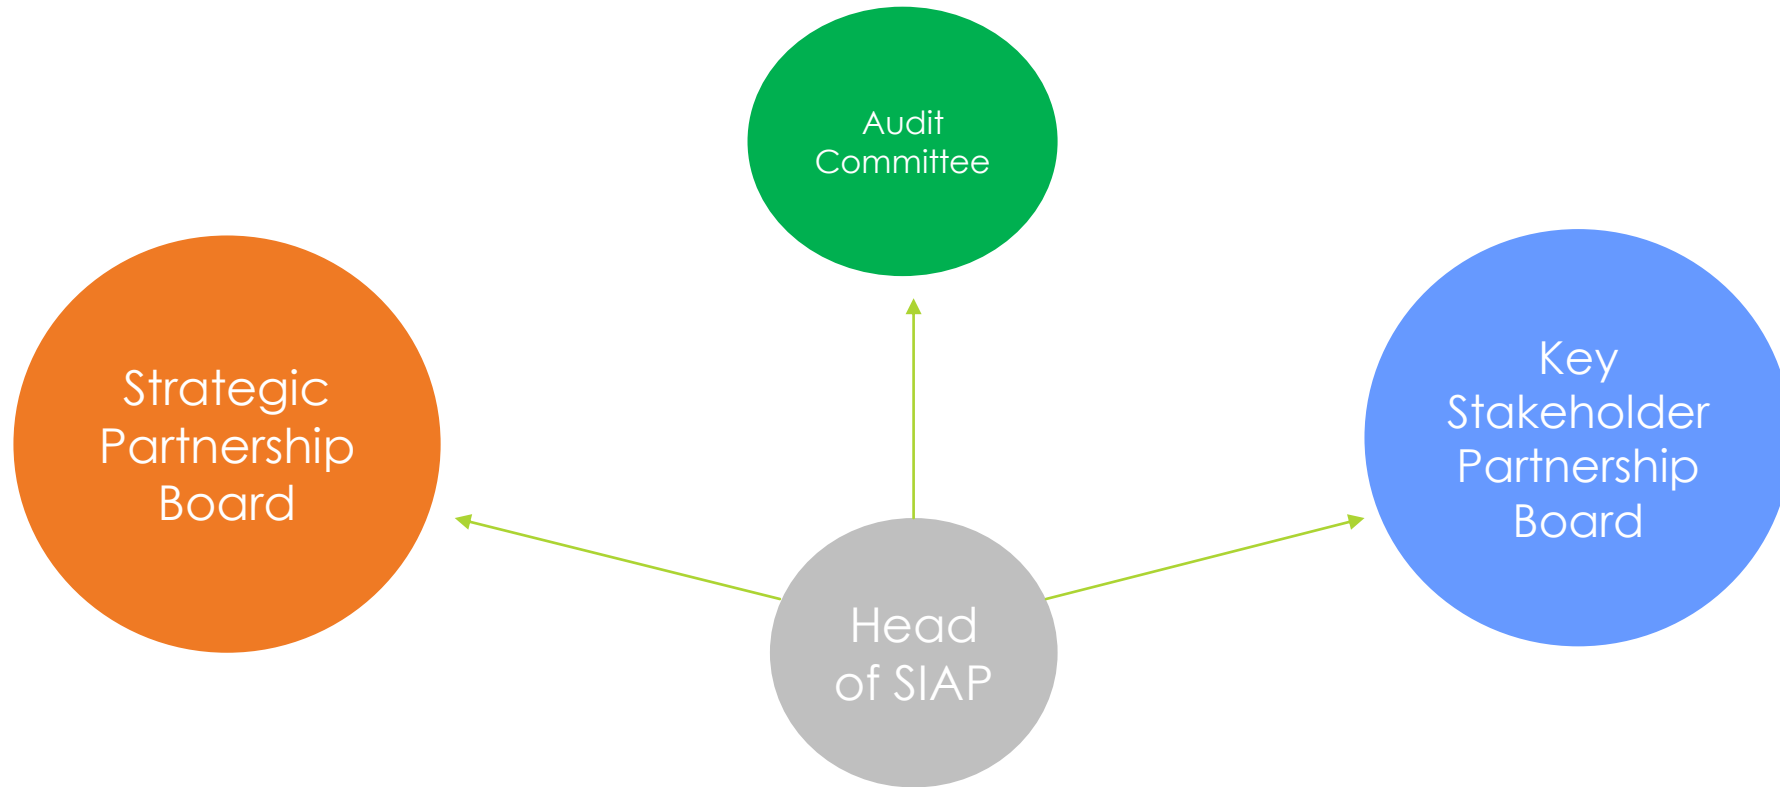 Audit
Committee
Strategic
Partnership
Board
Key
Stakeholder
Partnership
Board
Head
of SIAP